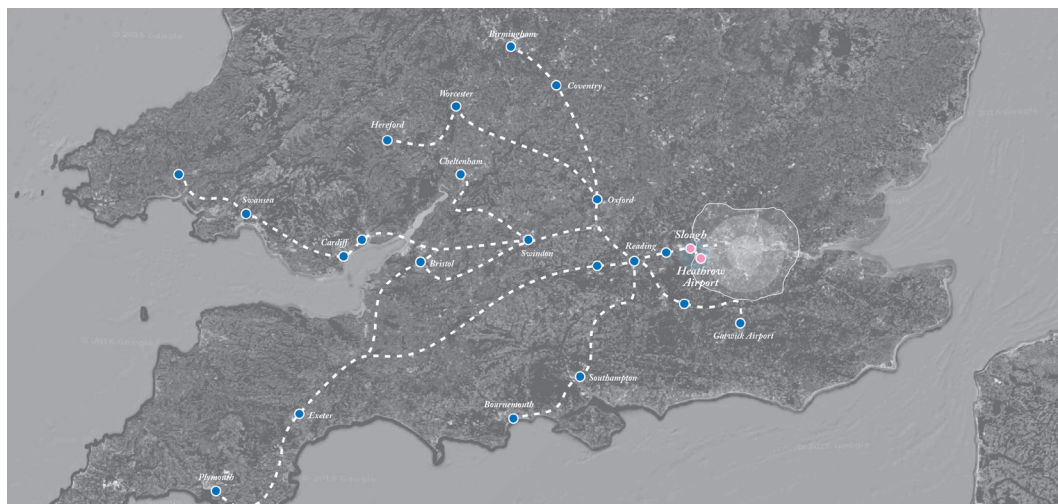 Birmingham
Coventry
Worcester
Hereford
Cheltenham
Oxford
Swansea
Cardiff
Swindon
Bristol
Reading
Slough
Heathrow
Airport
Gatwick Airport
Southampton
Bournemouth
Exeter
Plymouth